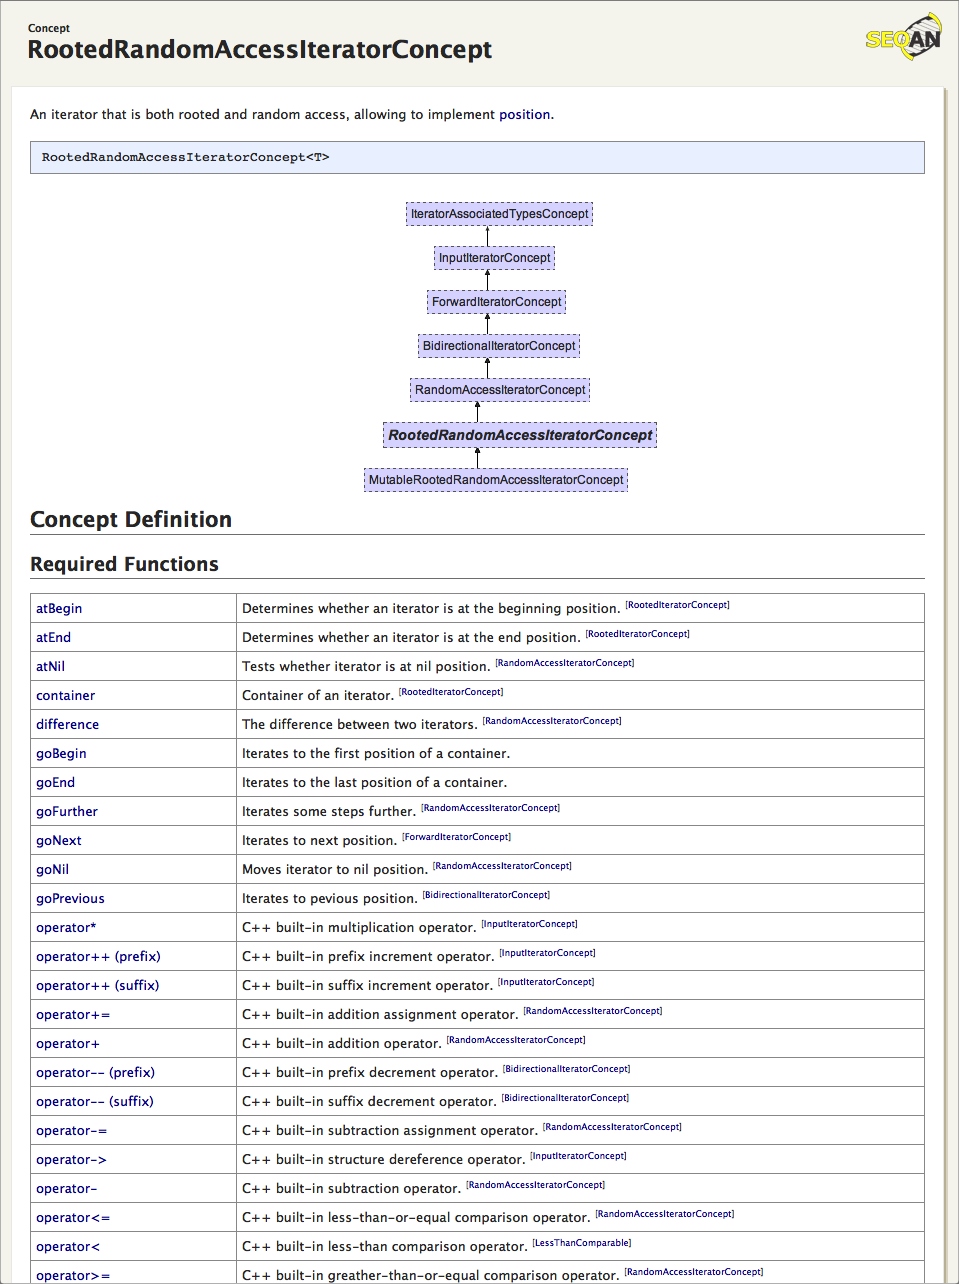 Concept
RootedRandomAccessIteratorConcept
SEQAN
An iterator that is both rooted and random access, allowing to implement position.
RootedRandomAccessIteratorConcept<T>
IteratorAssociatedTypesConcept
InputIteratorConcept
ForwardIteratorConcept
BidirectionalIteratorConcept
RandomAccessIteratorConcept
RootedRandomAccessIteratorConcept
MutableRootedRandomAccessIteratorConcept
Concept Definition
Required Functions
atBegin Determines whether an iterator is at the beginning position. [RootedIteratorConcept]
atEnd Determines whether an iterator is at the end position. [RootedIteratorConcept]
atNil Tests whether iterator is at nil position. [RandomAccessIteratorConcept]
container Container of an iterator. [RootedIteratorConcept]
difference The difference between two iterators. [RandomAccessIteratorConcept]
goBegin Iterates to the first position of a container.
goEnd Iterates to the last position of a container.
goFurther Iterates some steps further. [RandomAccessIteratorConcept]
goNext Iterates to next position. [ForwardIteratorConcept]
goNil Moves iterator to nil position. [RandomAccessIteratorConcept]
goPrevious Iterates to pevious position. [BidirectionalIteratorConcept]
operator* C++ built-in multiplication operator. [InputIteratorConcept]
operator++ (prefix) C++ built-in prefix increment operator. [InputIteratorConcept]
operator++ (suffix) C++ built-in suffix increment operator. [InputIteratorConcept]
operator+= C++ built-in addition assignment operator. [RandomAccessIteratorConcept]
operator+ C++ built-in addition operator. [RandomAccessIteratorConcept]
operator-- (prefix) C++ built-in prefix decrement operator. [BidirectionalIteratorConcept]
operator-- (suffix) C++ built-in suffix decrement operator. [BidirectionalIteratorConcept]
operator-= C++ built-in subtraction assignment operator. [RandomAccessIteratorConcept]
operator-> C++ built-in structure dereference operator. [InputIteratorConcept]
operator- C++ built-in subtraction operator. [RandomAccessIteratorConcept]
operator<= C++ built-in less-than-or-equal comparison operator. [RandomAccessIteratorConcept]
operator< C++ built-in less-than comparison operator. [LessThanComparable]
operator>= C++ built-in greater-than-or-equal comparison operator. [RandomAccessIteratorConcept]